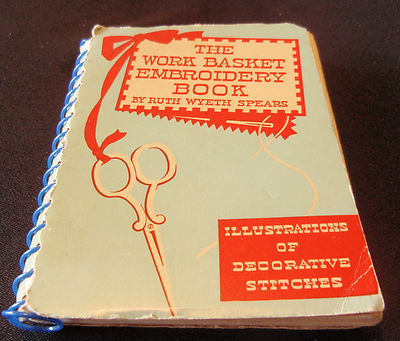 THE
WORK BASKET
EMBROIDERY
BOOK
BY RUTH WYETH SPEARS
ILLUSTRATIONS
OF
DECORATIVE
STITCHES